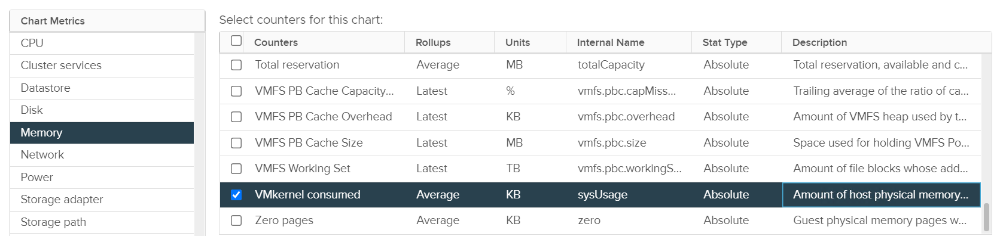 Chart Metrics
CPU
Cluster services
Datastore
Disk
Memory
Network
Power
Storage adapter
Storage path
Select counters for this chart:
Counters Rollups Units Internal Name Stat Type Description
Total reservation Average MB totalCapacity Absolute Total reservation, available and c...
VMFS PB Cache Capacity... Latest % vmfs.pbc.capMiss... Absolute Trailing average of the ratio of ca...
VMFS PB Cache Overhead Latest KB vmfs.pbc.overhead Absolute Amount of VMFS heap used by t...
VMFS PB Cache Size Latest MB vmfs.pbc.size Absolute Space used for holding VMFS Po...
VMFS Working Set Latest TB vmfs.pbc.workingS... Absolute Amount of file blocks whose add...
VMkernel consumed Average KB sysUsage Absolute Amount of host physical memory...
Zero pages Average KB zero Absolute Guest physical memory pages w...